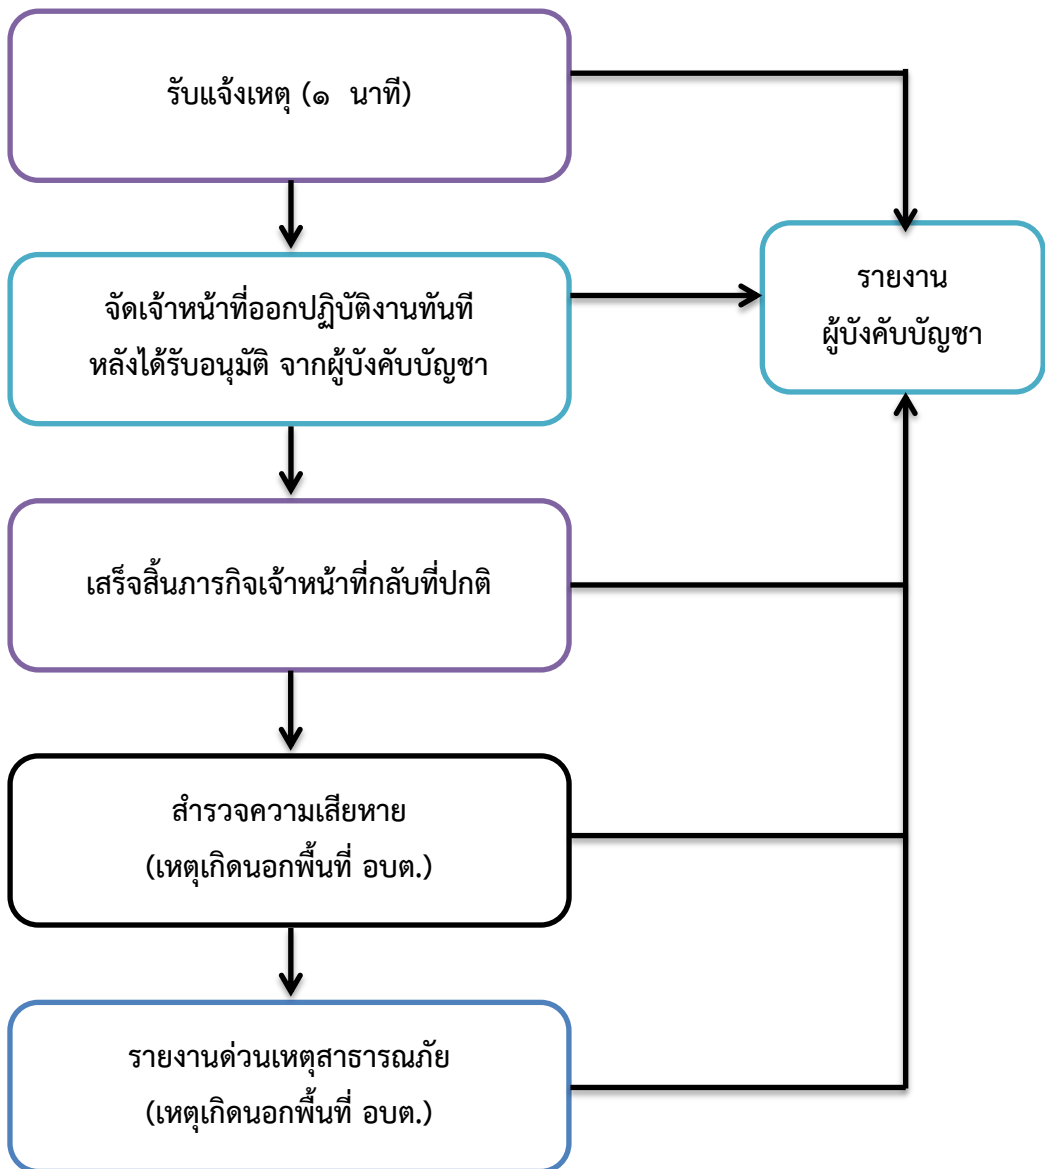 รับแจ้งเหตุ (๑ นาที)
จัดเจ้าหน้าที่ออกปฏิบัติงานทันที
หลังได้รับอนุมัติ จากผู้บังคับบัญชา
รายงาน
ผู้บังคับบัญชา
เสร็จสิ้นภารกิจเจ้าหน้าที่กลับที่ปกติ
สำรวจความเสียหาย
(เหตุเกิดนอกพื้นที่ อบต.)
รายงานด่วนเหตุสาธารณภัย
(เหตุเกิดนอกพื้นที่ อบต.)